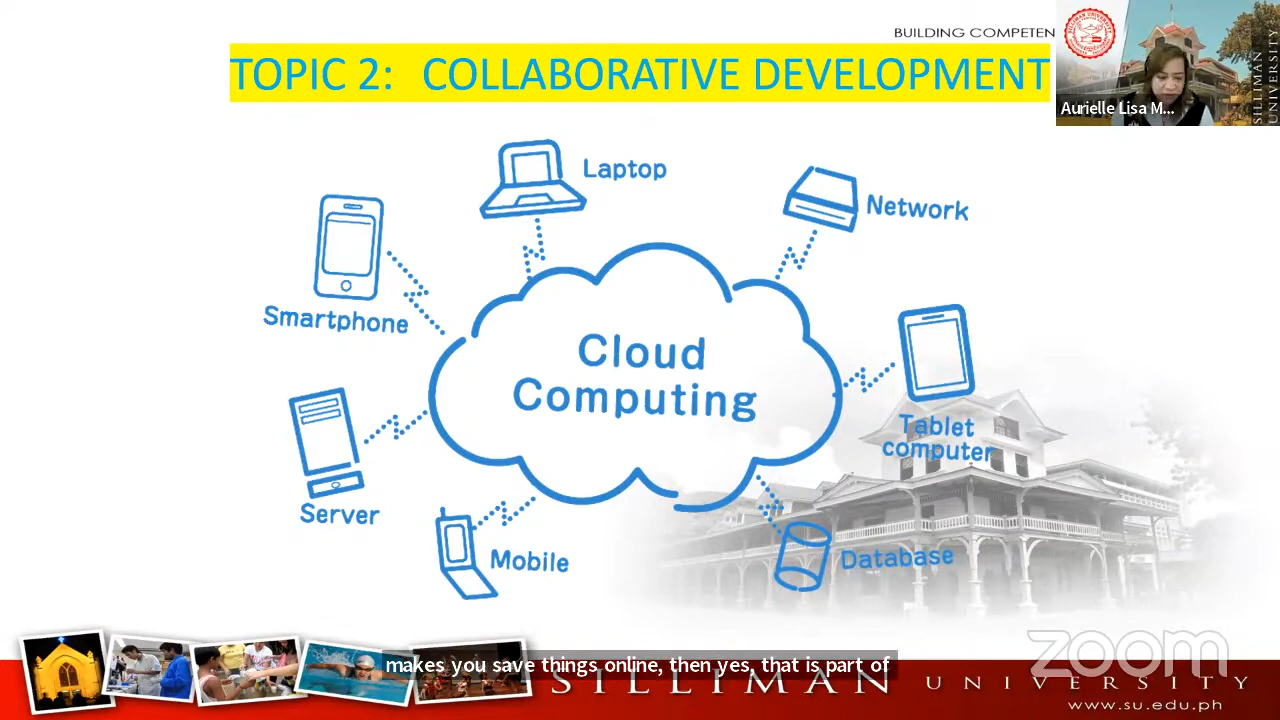 BUILDING COMPETEN
TOPIC 2: COLLABORATIVE DEVELOPMENT
SILLIMAN
UNIVERSITY
Aurielle Lisa M...
Laptop
Network
Smartphone
Cloud
Computing
Tablet
computer
Server
Mobile
Database
makes you save things online, then yes, that is part of
zoom
SILLIMAN UNIVERSITY
www.su.edu.ph